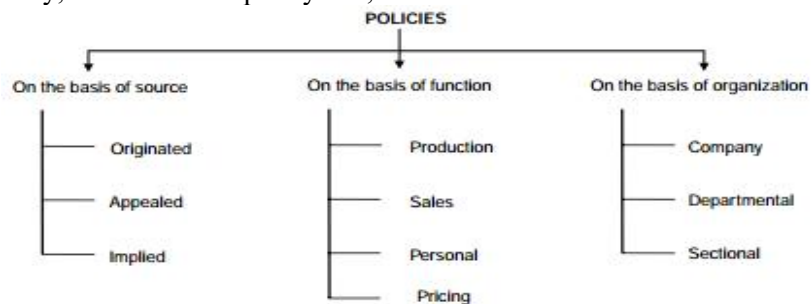 POLICIES
On the basis of source
On the basis of function
On the basis of organization
Originated
Production
Company
Appealed
Sales
Departmental
Implied
Personal
Sectional
Pricing